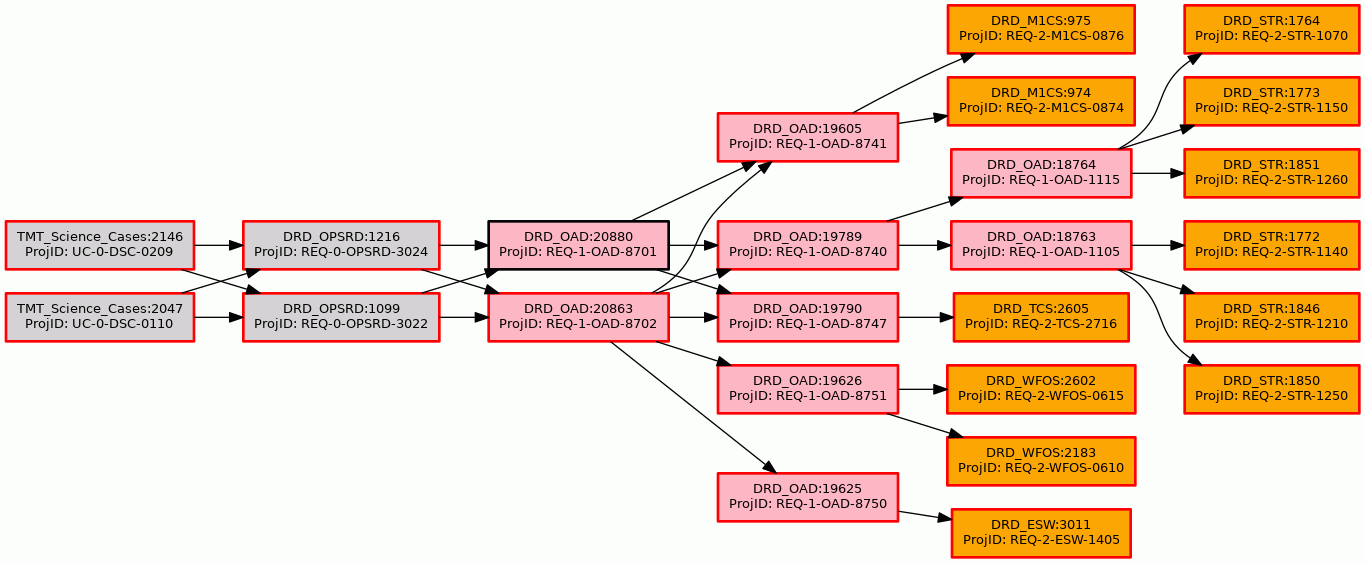 TMT_Science_Cases:2146
ProjID: UC-0-DSC-0209
TMT_Science_Cases:2047
ProjID: UC-0-DSC-0110
DRD_OPSRD:1216
ProjID: REQ-0-OPSRD-3024
DRD_OPSRD:1099
ProjID: REQ-0-OPSRD-3022
DRD_OAD:20880
ProjID: REQ-1-OAD-8701
DRD_OAD:20863
ProjID: REQ-1-OAD-8702
DRD_OAD:19605
ProjID: REQ-1-OAD-8741
DRD_OAD:19789
ProjID: REQ-1-OAD-8740
DRD_OAD:19790
ProjID: REQ-1-OAD-8747
DRD_OAD:19626
ProjID: REQ-1-OAD-8751
DRD_OAD:19625
ProjID: REQ-1-OAD-8750
DRD_M1CS:975
ProjID: REQ-2-M1CS-0876
DRD_M1CS:974
ProjID: REQ-2-M1CS-0874
DRD_OAD:18764
ProjID: REQ-1-OAD-1115
DRD_OAD:18763
ProjID: REQ-1-OAD-1105
DRD_TCS:2605
ProjID: REQ-2-TCS-2716
DRD_WFOS:2602
ProjID: REQ-2-WFOS-0615
DRD_WFOS:2183
ProjID: REQ-2-WFOS-0610
DRD_ESW:3011
ProjID: REQ-2-ESW-1405
DRD_STR:1764
ProjID: REQ-2-STR-1070
DRD_STR:1773
ProjID: REQ-2-STR-1150
DRD_STR:1851
ProjID: REQ-2-STR-1260
DRD_STR:1772
ProjID: REQ-2-STR-1140
DRD_STR:1846
ProjID: REQ-2-STR-1210
DRD_STR:1850
ProjID: REQ-2-STR-1250